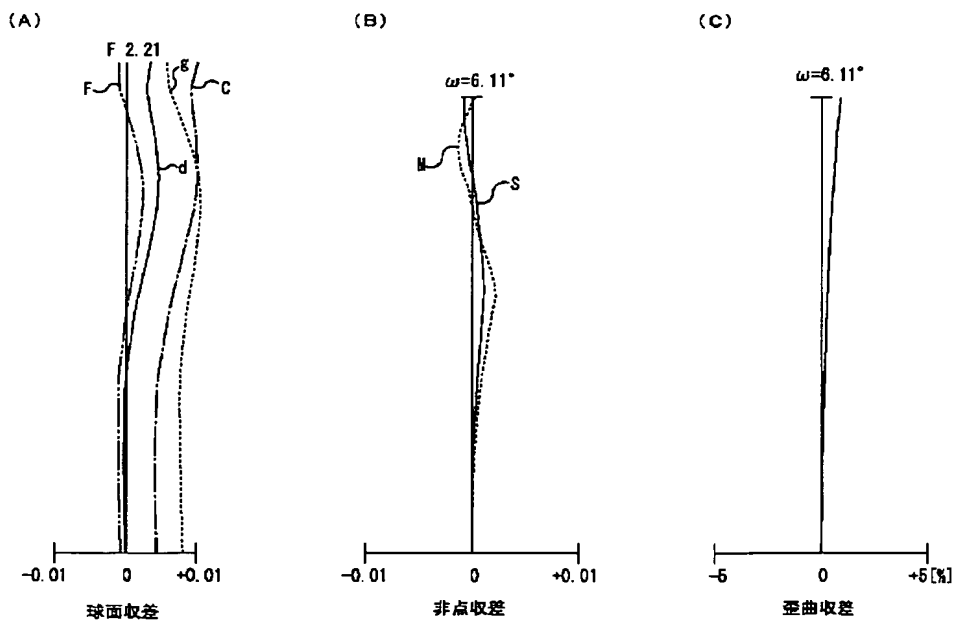 (A)
(B)
(C)
F 2.21
F
g
C
d
ω=6.11°
M
S
ω=6.11°
-0.01 0 +0.01
-0.01 0 +0.01
-5 0 +5[%]
球面収差
非点収差
歪曲収差